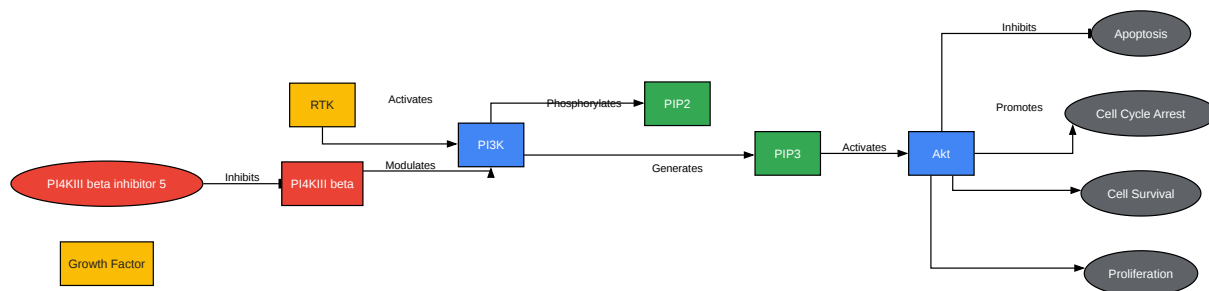 Inhibits
Apoptosis
RTK
Activates
Phosphorylates
PIP2
Promotes
Cell Cycle Arrest
PI3K
PIP3
Activates
Akt
Modulates
Generates
PI4KIII beta inhibitor 5
Inhibits
PI4KIII beta
Cell Survival
Growth Factor
Proliferation